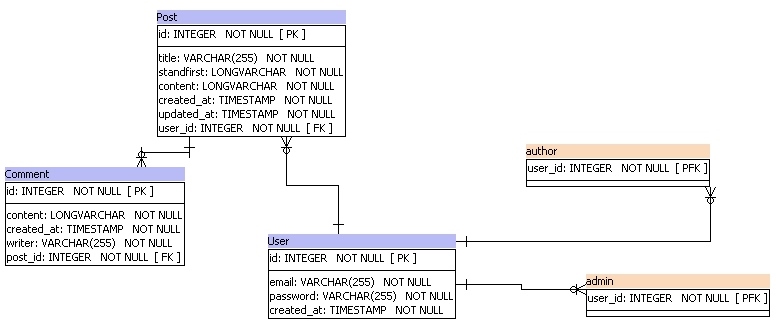 Post
id: INTEGER NOT NULL [ PK ]
title: VARCHAR(255) NOT NULL
standfirst: LONGVARCHAR NOT NULL
content: LONGVARCHAR NOT NULL
created_at: TIMESTAMP NOT NULL
updated_at: TIMESTAMP NOT NULL
user_id: INTEGER NOT NULL [ FK ]
Comment
id: INTEGER NOT NULL [ PK ]
content: LONGVARCHAR NOT NULL
created_at: TIMESTAMP NOT NULL
writer: VARCHAR(255) NOT NULL
post_id: INTEGER NOT NULL [ FK ]
author
user_id: INTEGER NOT NULL [ PFK ]
User
id: INTEGER NOT NULL [ PK ]
email: VARCHAR(255) NOT NULL
password: VARCHAR(255) NOT NULL
created_at: TIMESTAMP NOT NULL
admin
user_id: INTEGER NOT NULL [ PFK ]